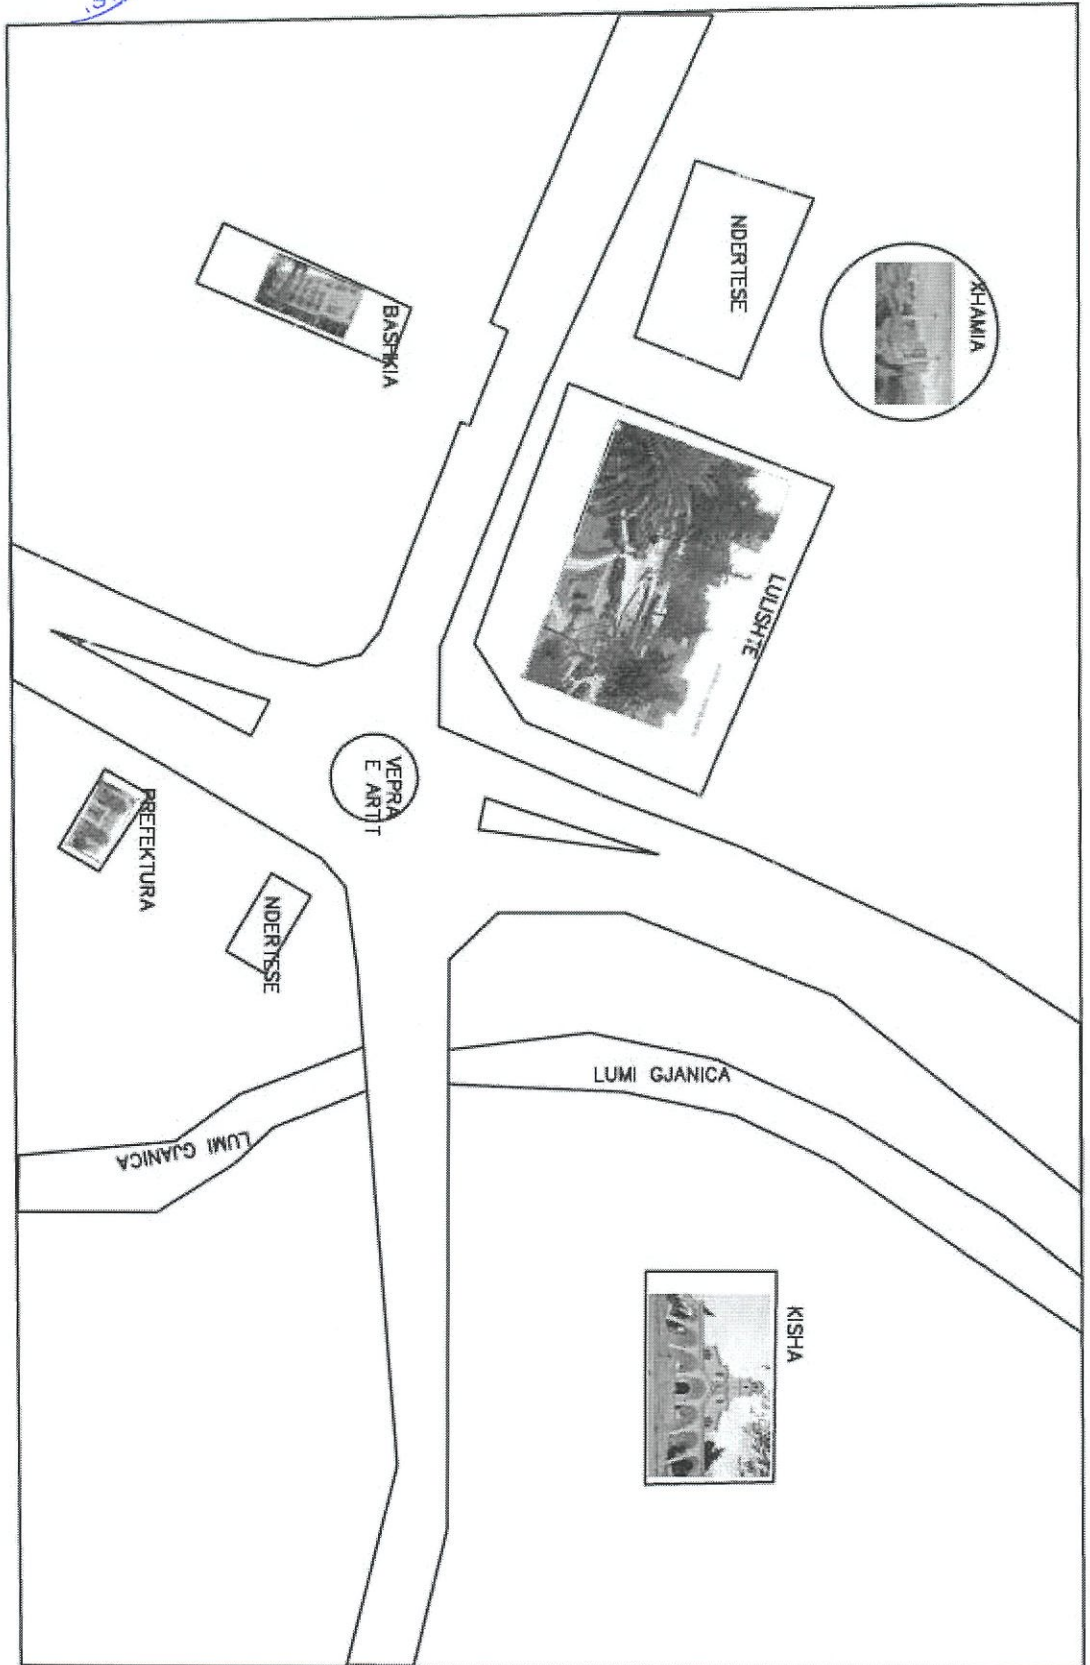 XHAMIA
NDERTESE
BASHKIA
LULISHTE
VEPRA
E ARTIT
PREFEKTURA
NDERTESE
LUMI GJANICA
LUMI GJANICA
KISHA